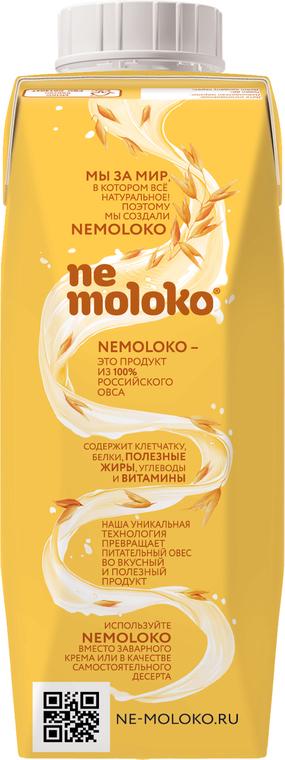 МЫ ЗА МИР,
В КОТОРОМ ВСЁ
НАТУРАЛЬНОЕ!
ПОЭТОМУ
МЫ СОЗДАЛИ
NEMOLOKO
ne
moloko®
NEMOLOKO –
ЭТО ПРОДУКТ
ИЗ 100%
РОССИЙСКОГО
ОВСА
СОДЕРЖИТ КЛЕТЧАТКУ,
БЕЛКИ, ПОЛЕЗНЫЕ
ЖИРЫ, УГЛЕВОДЫ
И ВИТАМИНЫ
НАША УНИКАЛЬНАЯ
ТЕХНОЛОГИЯ
ПРЕВРАЩАЕТ
ПИТАТЕЛЬНЫЙ ОВЕС
ВО ВКУСНЫЙ
И ПОЛЕЗНЫЙ
ПРОДУКТ
ИСПОЛЬЗУЙТЕ
NEMOLOKO
ВМЕСТО ЗАВАРНОГО
КРЕМА ИЛИ В КАЧЕСТВЕ
САМОСТОЯТЕЛЬНОГО
ДЕСЕРТА
NE-MOLOKO.RU